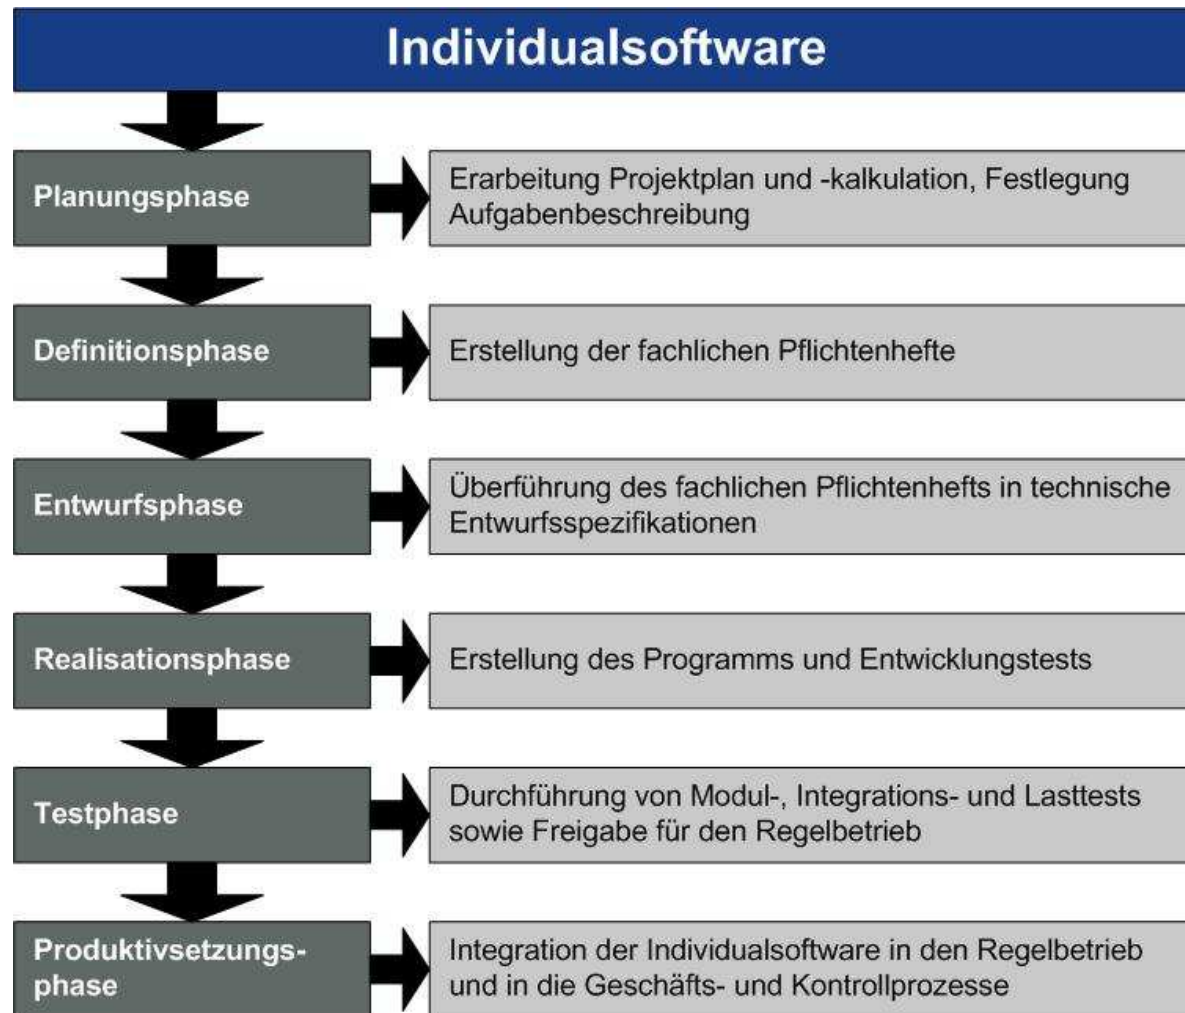 Individualsoftware
Planungsphase
Erarbeitung Projektplan und -kalkulation, Festlegung
Aufgabenbeschreibung
Definitionsphase
Erstellung der fachlichen Pflichtenhefte
Entwurfsphase
Überführung des fachlichen Pflichtenhefts in technische
Entwurfsspezifikationen
Realisationsphase
Erstellung des Programms und Entwicklungstests
Testphase
Durchführung von Modul-, Integrations- und Lasttests
sowie Freigabe für den Regelbetrieb
Produktivsetzungs-
phase
Integration der Individualsoftware in den Regelbetrieb
und in die Geschäfts- und Kontrollprozesse